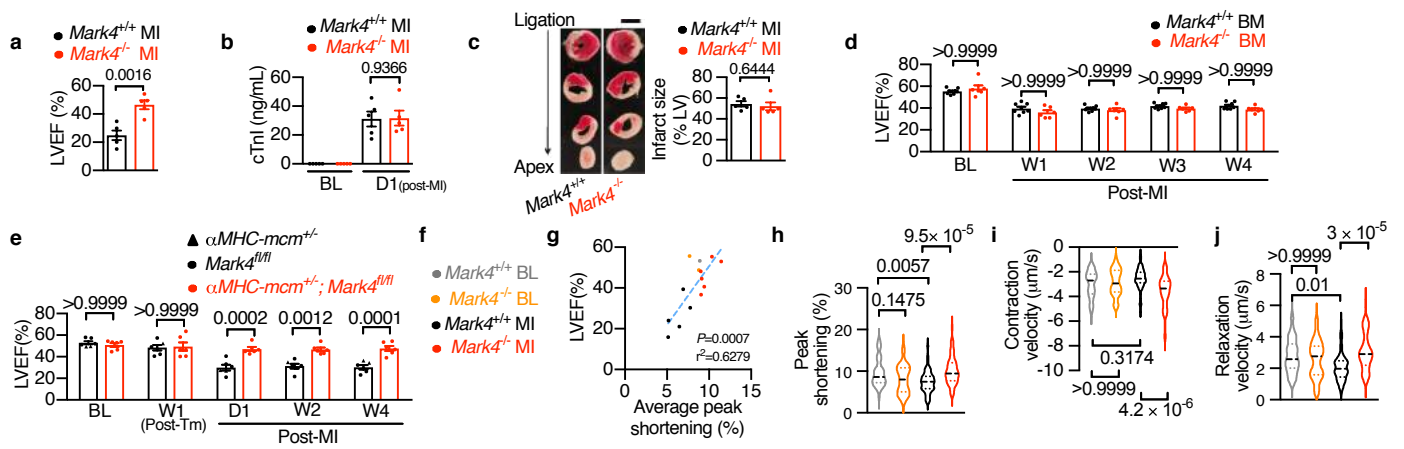 a
Mark4+/+ MI
Mark4-/- MI
0.0016
LVEF (%)
60
40
20
0
b
Mark4+/+ MI
Mark4-/- MI
0.9366
cTnI (ng/mL)
60
40
20
0
BL
D1(post-MI)
c
Ligation
Apex
Mark4+/+
Mark4-/-
Mark4+/+ MI
Mark4-/- MI
0.6444
Infarct size
(% LV)
80
60
40
20
0
d
Mark4+/+ BM
Mark4-/- BM
>0.9999
>0.9999
>0.9999
>0.9999
>0.9999
LVEF(%)
80
60
40
20
0
BL
W1
W2
W3
W4
Post-MI
e
αMHC-mcm+/-
Mark4fl/fl
αMHC-mcm+/-; Mark4fl/fl
>0.9999
>0.9999
0.0002
0.0012
0.0001
LVEF(%)
80
60
40
20
0
BL
W1
(Post-Tm)
D1
W2
W4
Post-MI
f
Mark4+/+ BL
Mark4-/- BL
Mark4+/+ MI
Mark4-/- MI
g
LVEF(%)
60
40
20
0
P=0.0007
r²=0.6279
0
5
10
15
Average peak
shortening (%)
h
9.5× 10-5
0.0057
0.1475
Peak
shortening (%)
30
20
10
0
i
Contraction
velocity (μm/s)
0
-2
-4
-6
-8
-10
0.3174
>0.9999
4.2 × 10-6
j
3 × 10-5
>0.9999
0.01
Relaxation
velocity (μm/s)
8
6
4
2
0